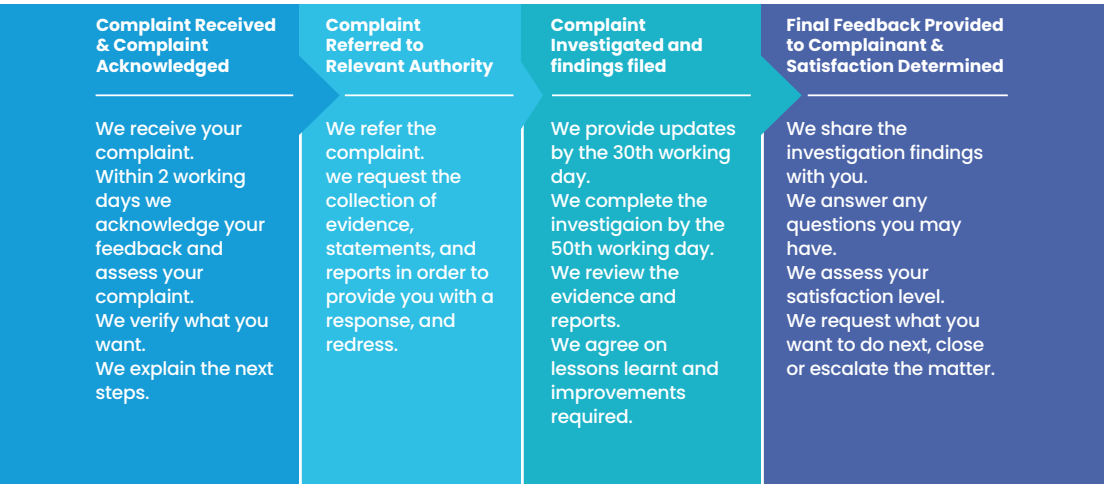 Complaint Received
& Complaint
Acknowledged
We receive your
complaint.
Within 2 working
days we
acknowledge your
feedback and
assess your
complaint.
We verify what you
want.
We explain the next
steps.
Complaint
Referred to
Relevant Authority
We refer the
complaint.
we request the
collection of
evidence,
statements, and
reports in order to
provide you with a
response, and
redress.
Complaint
Investigated and
findings filed
We provide updates
by the 30th working
day.
We complete the
investigaion by the
50th working day.
We review the
evidence and
reports.
We agree on
lessons learnt and
improvements
required.
Final Feedback Provided
to Complainant &
Satisfaction Determined
We share the
investigation findings
with you.
We answer any
questions you may
have.
We assess your
satisfaction level.
We request what you
want to do next, close
or escalate the matter.